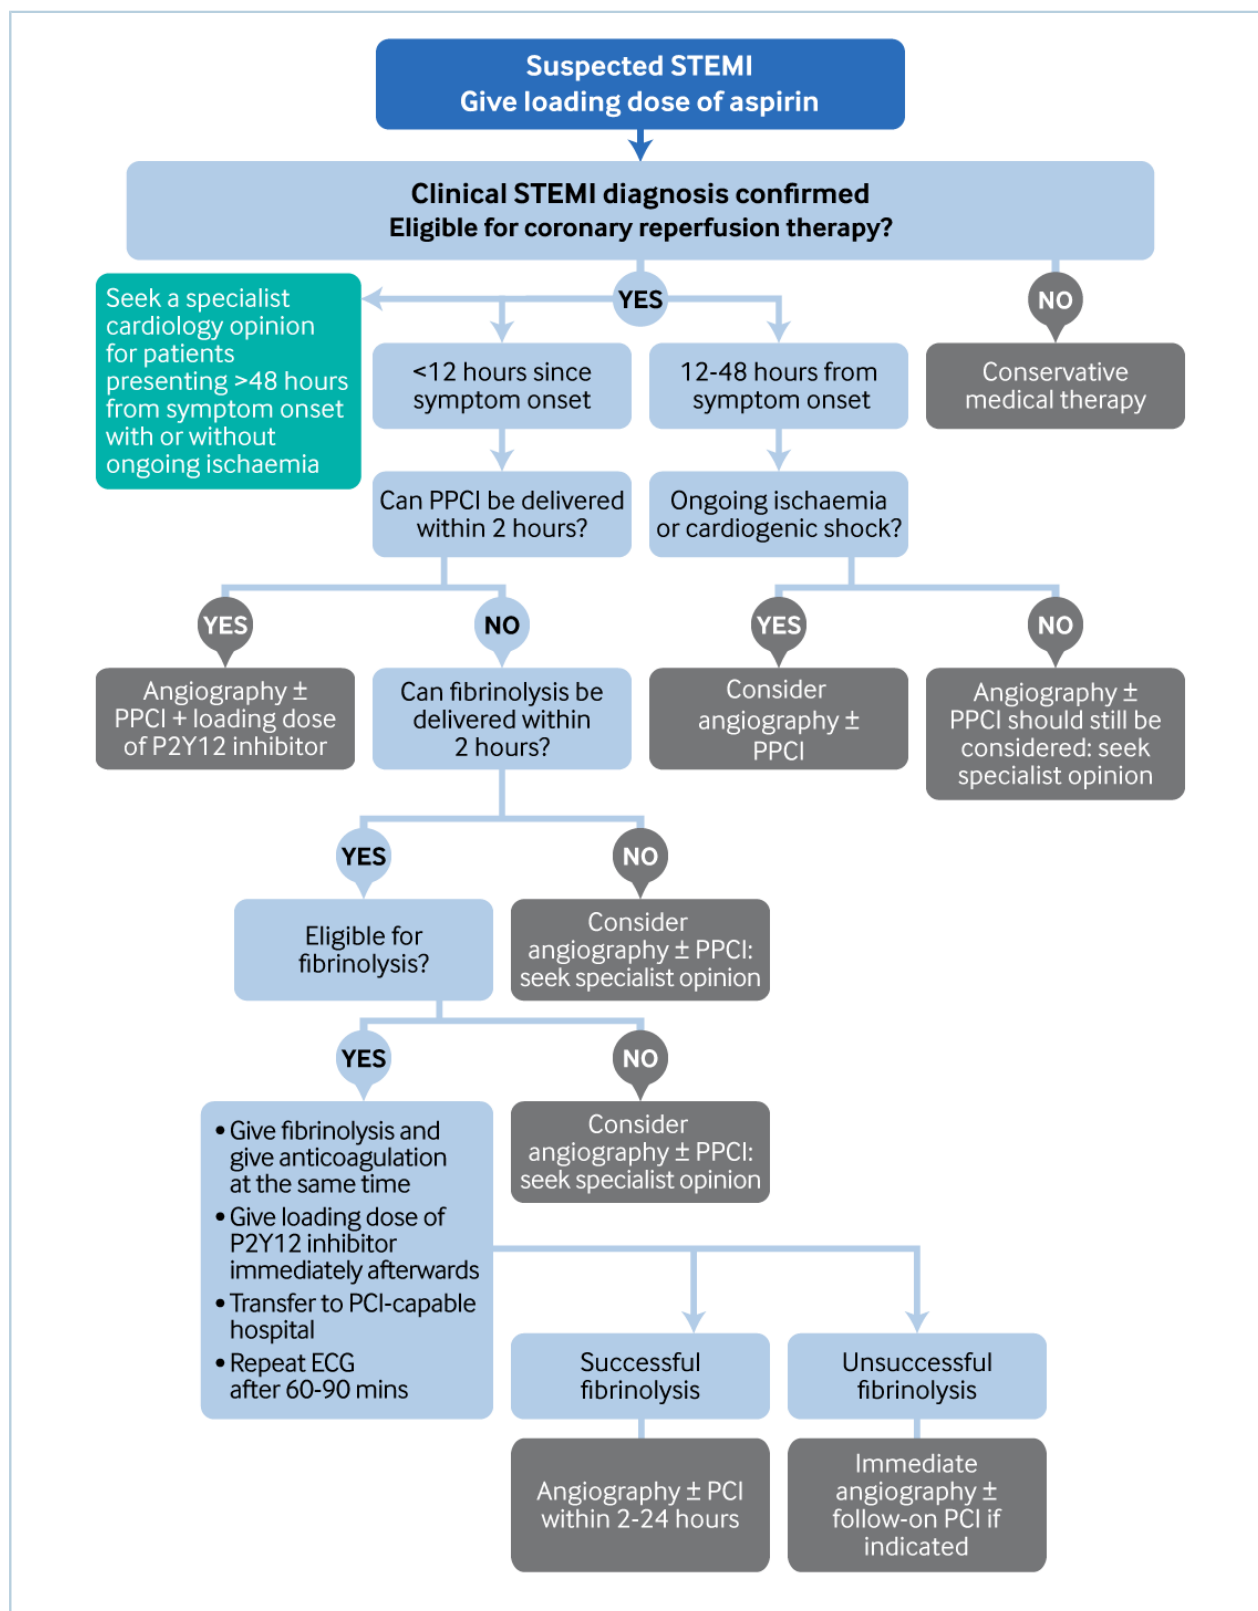 Suspected STEMI
Give loading dose of aspirin
Clinical STEMI diagnosis confirmed
Eligible for coronary reperfusion therapy?
YES
NO
Seek a specialist
cardiology opinion
for patients
presenting >48 hours
from symptom onset
with or without
ongoing ischaemia
<12 hours since
symptom onset
12-48 hours from
symptom onset
Conservative
medical therapy
Can PPCI be delivered
within 2 hours?
Ongoing ischaemia
or cardiogenic shock?
YES
NO
YES
NO
Angiography ±
PPCI + loading dose
of P2Y12 inhibitor
Can fibrinolysis be
delivered within
2 hours?
Consider
angiography ±
PPCI
Angiography ±
PPCI should still be
considered: seek
specialist opinion
YES
NO
Eligible for
fibrinolysis?
Consider
angiography ± PPCI:
seek specialist opinion
YES
NO
• Give fibrinolysis and
give anticoagulation
at the same time
• Give loading dose of
P2Y12 inhibitor
immediately afterwards
• Transfer to PCI-capable
hospital
• Repeat ECG
after 60-90 mins
Consider
angiography ± PPCI:
seek specialist opinion
Successful
fibrinolysis
Unsuccessful
fibrinolysis
Angiography ± PCI
within 2-24 hours
Immediate
angiography ±
follow-on PCI if
indicated